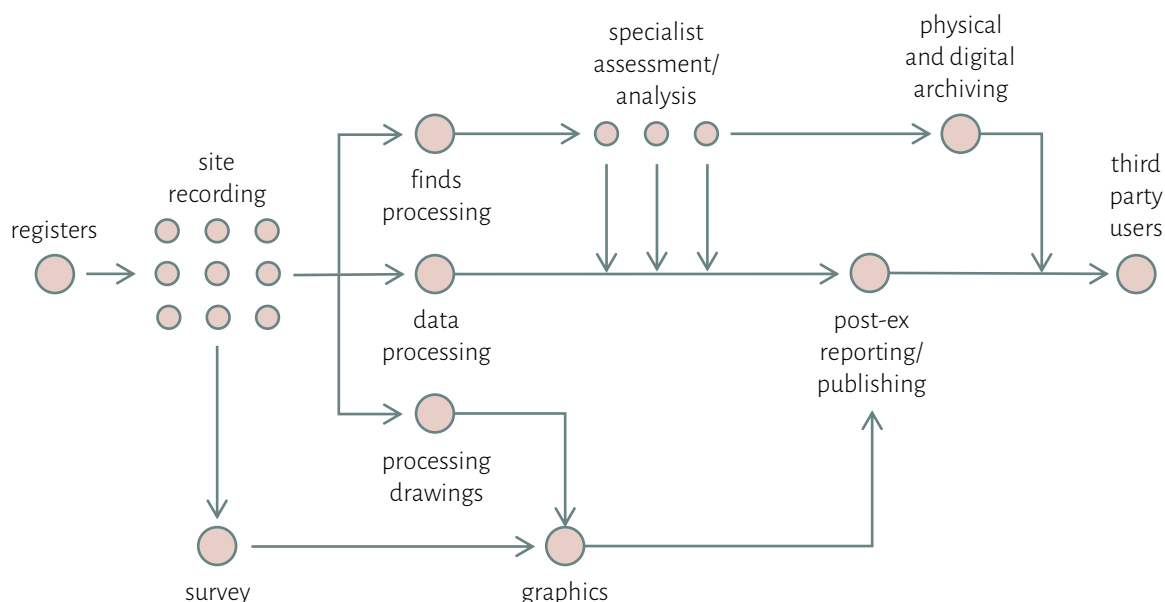 registers
site
recording
specialist
assessment/
analysis
physical
and digital
archiving
third
party
users
finds
processing
data
processing
post-ex
reporting/
publishing
processing
drawings
survey
graphics